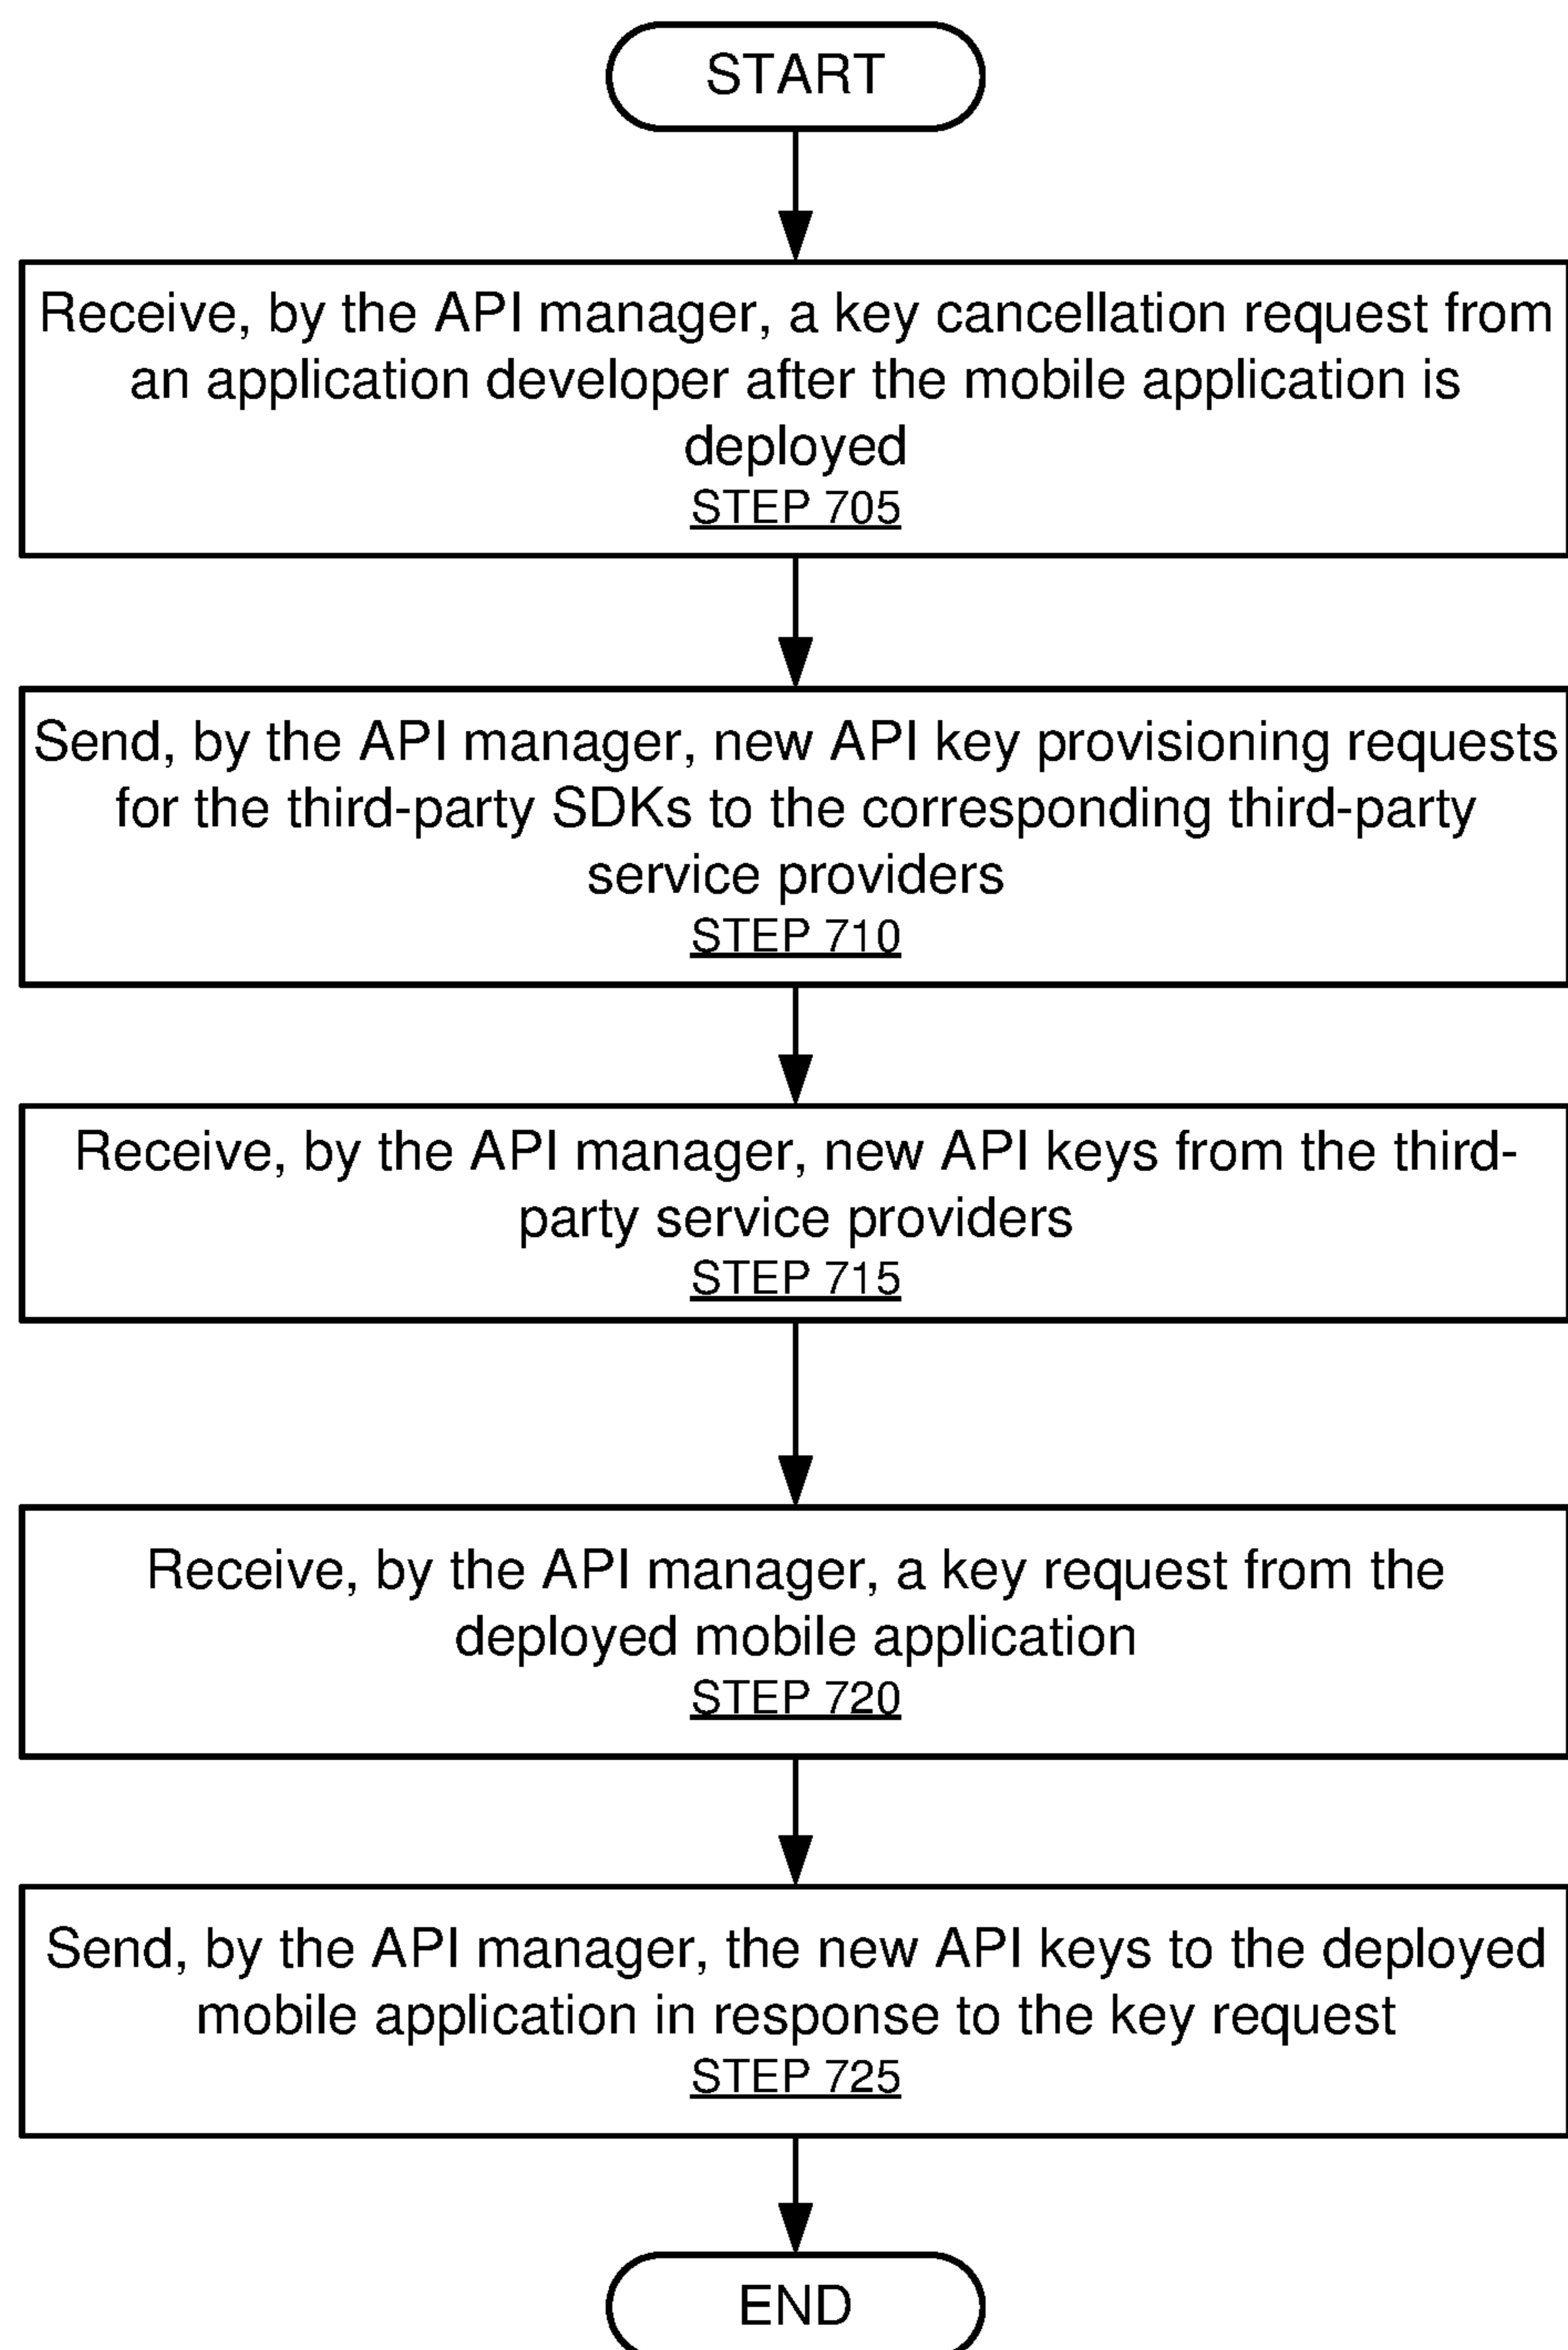 START
Receive, by the API manager, a key cancellation request from
an application developer after the mobile application is
deployed
STEP 705
Send, by the API manager, new API key provisioning requests
for the third-party SDKs to the corresponding third-party
service providers
STEP 710
Receive, by the API manager, new API keys from the third-
party service providers
STEP 715
Receive, by the API manager, a key request from the
deployed mobile application
STEP 720
Send, by the API manager, the new API keys to the deployed
mobile application in response to the key request
STEP 725
END